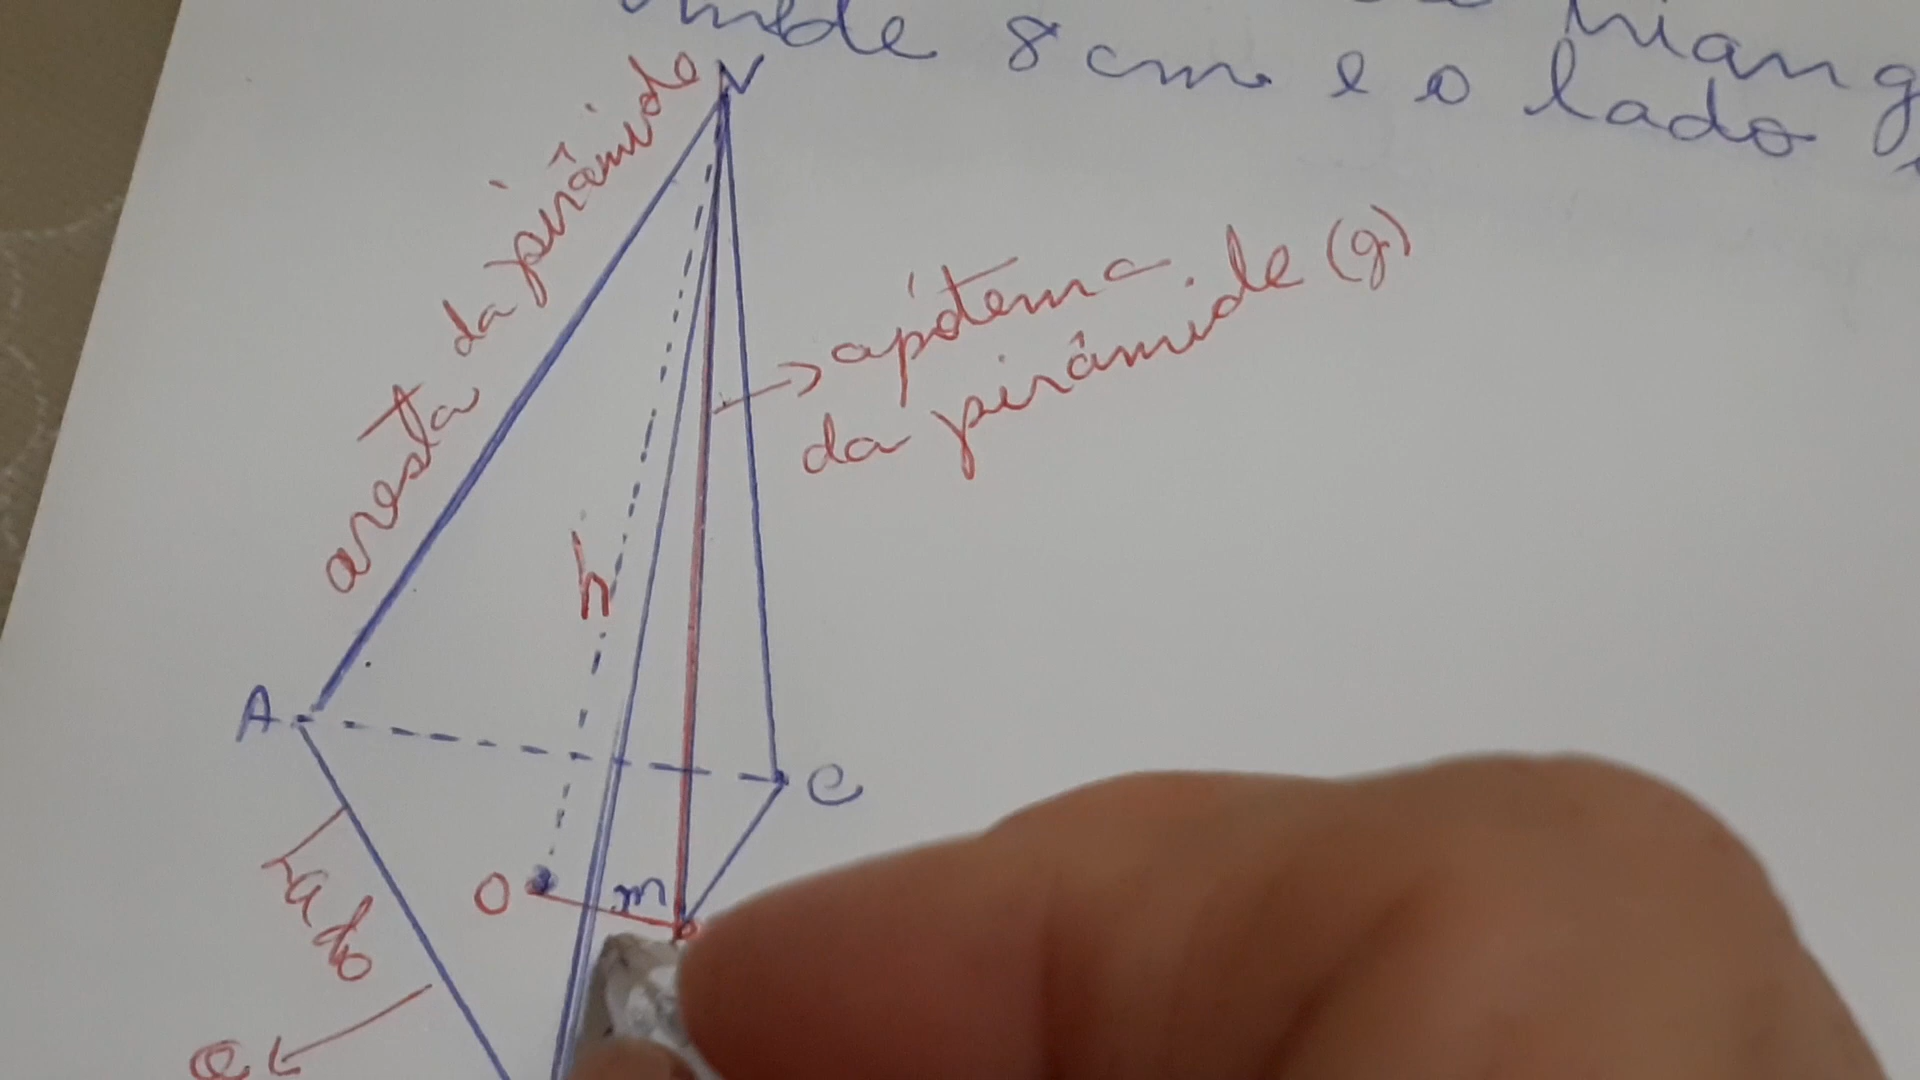 mede 8 cm e o lado
V
aresta da pirâmide
apótema
da pirâmide (g)
h
A
C
O
m
lado